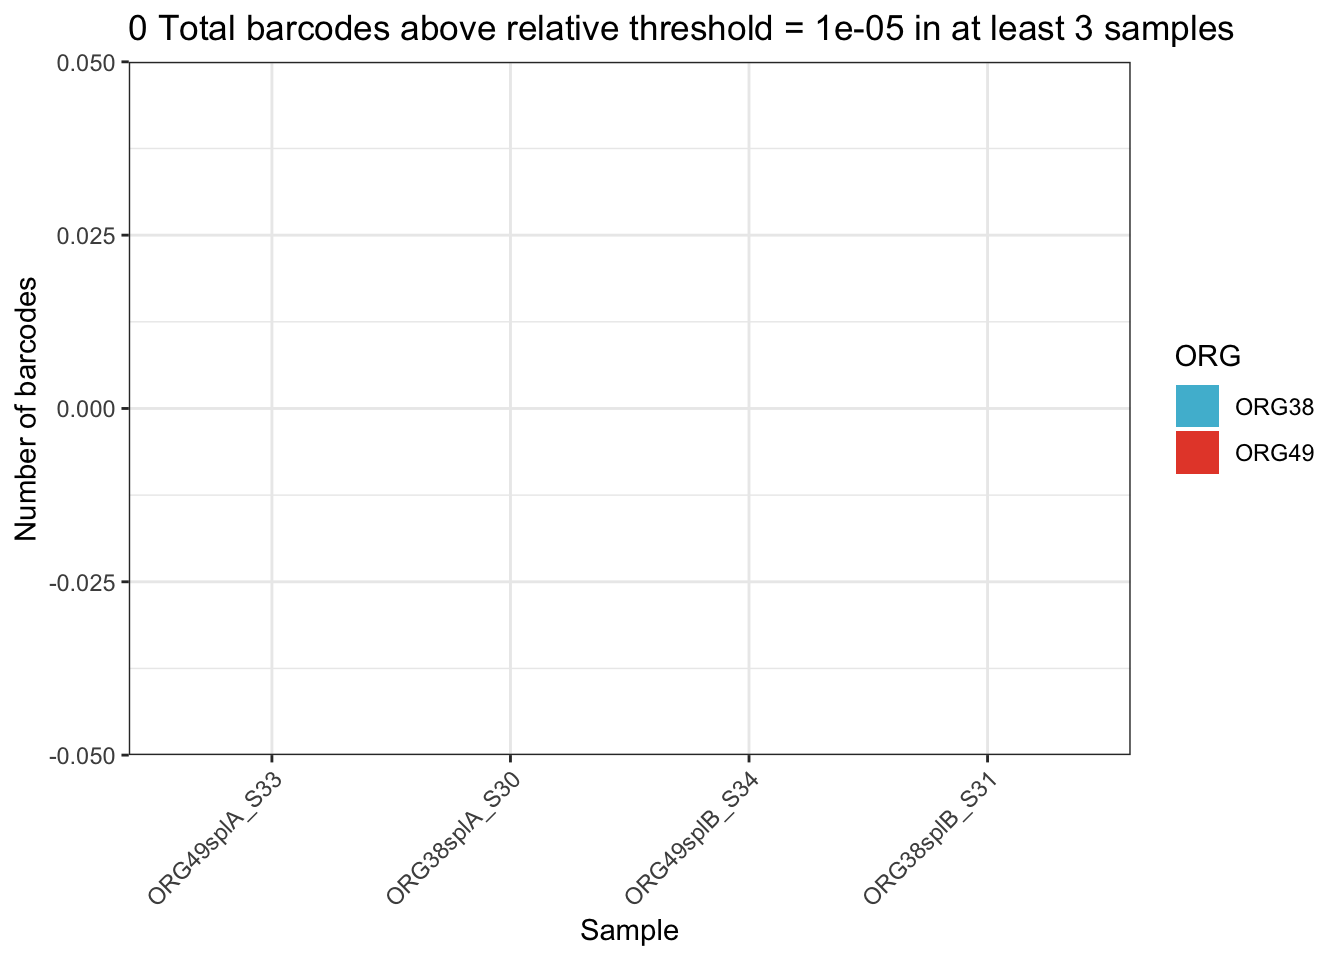 0 Total barcodes above relative threshold = 1e-05 in at least 3 samples
0.050
0.025
0.000
-0.025
-0.050
Number of barcodes
ORG49splA_S33
ORG38splA_S30
ORG49splB_S34
ORG38splB_S31
Sample
ORG
ORG38
ORG49